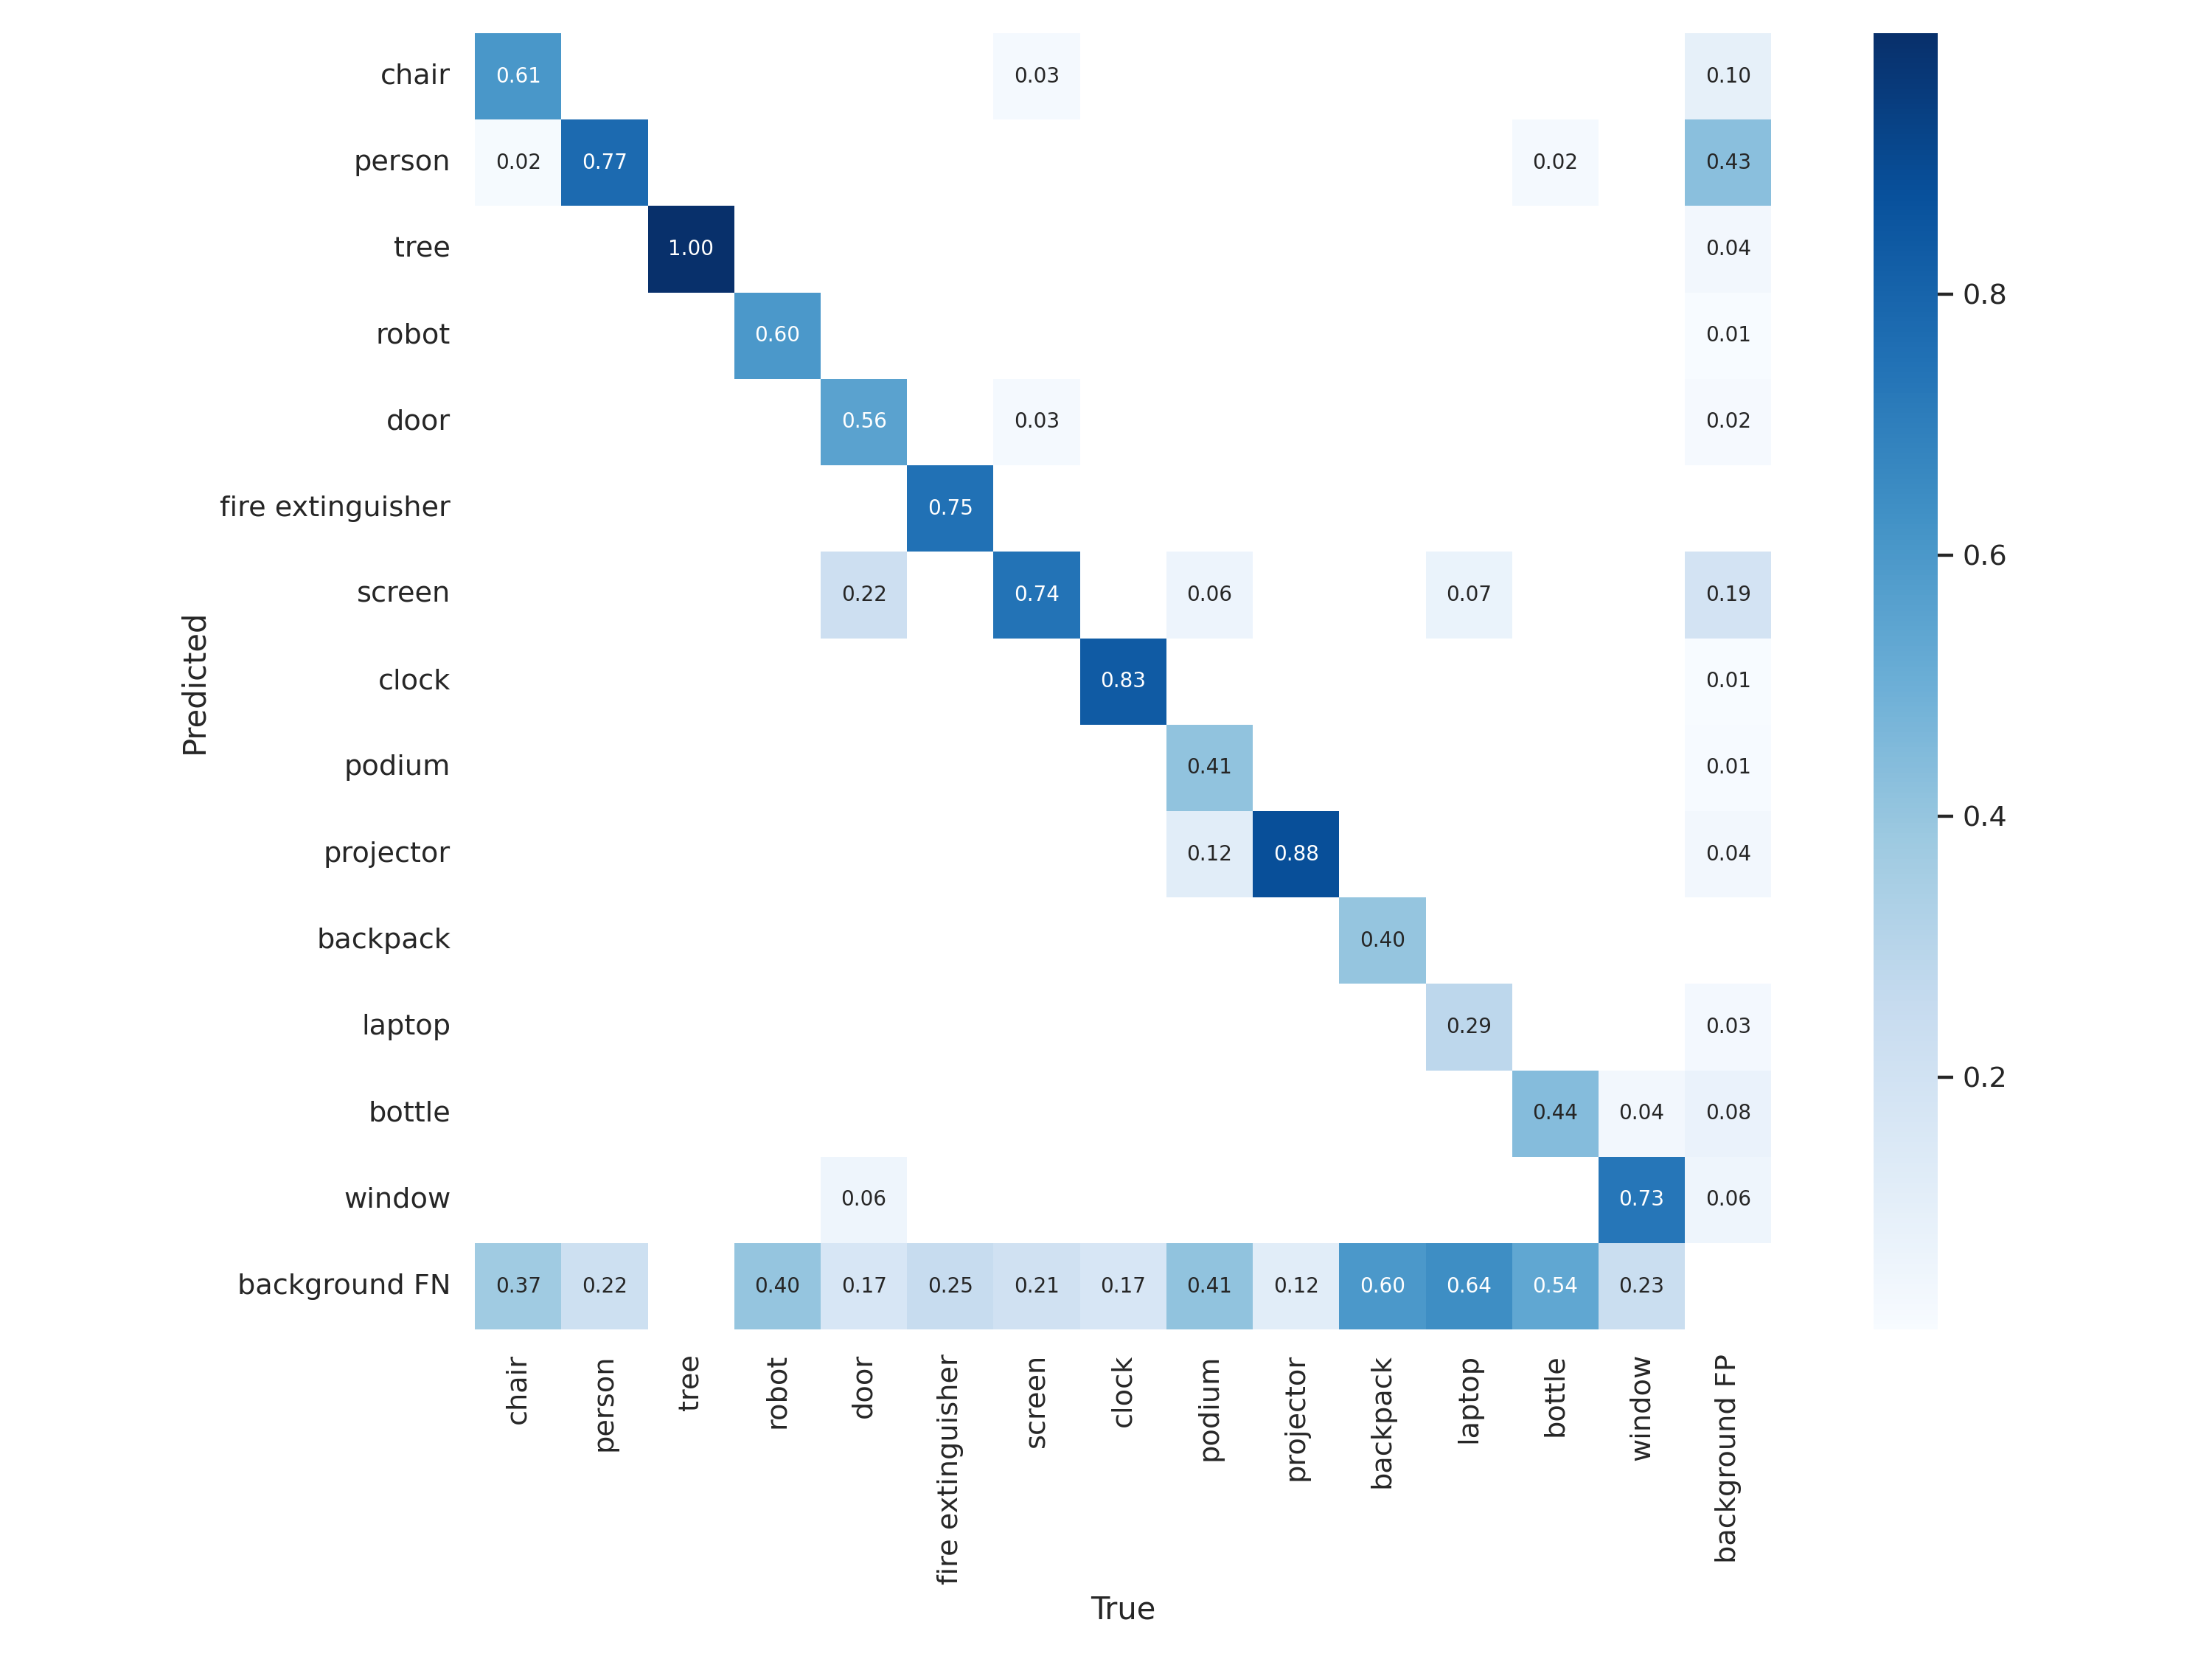 chair 0.61 0.03 0.10
person 0.02 0.77 0.02 0.43
tree 1.00 0.04
0.8
robot 0.60 0.01
door 0.56 0.03 0.02
fire extinguisher 0.75
0.6
screen 0.22 0.74 0.06 0.07 0.19
Predicted
clock 0.83 0.01
podium 0.41 0.01
0.4
projector 0.12 0.88 0.04
backpack 0.40
laptop 0.29 0.03
0.2
bottle 0.44 0.04 0.08
window 0.06 0.73 0.06
background FN 0.37 0.22 0.40 0.17 0.25 0.21 0.17 0.41 0.12 0.60 0.64 0.54 0.23
chair
person
tree
robot
door
fire extinguisher
screen
clock
podium
projector
backpack
laptop
bottle
window
background FP
True